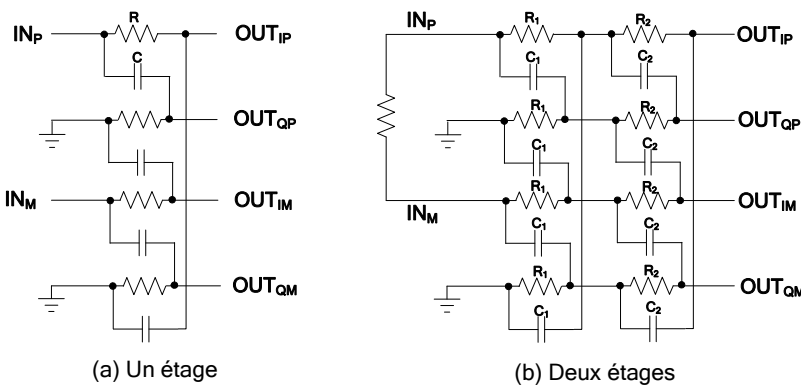 IN_P R OUT_IP
C
OUT_QP
IN_M OUT_IM
OUT_QM
(a) Un étage
IN_P R_1 R_2 OUT_IP
C_1 C_2
R_1 R_2 OUT_QP
C_1 C_2
IN_M R_1 R_2 OUT_IM
C_1 C_2
R_1 R_2 OUT_QM
C_1 C_2
(b) Deux étages